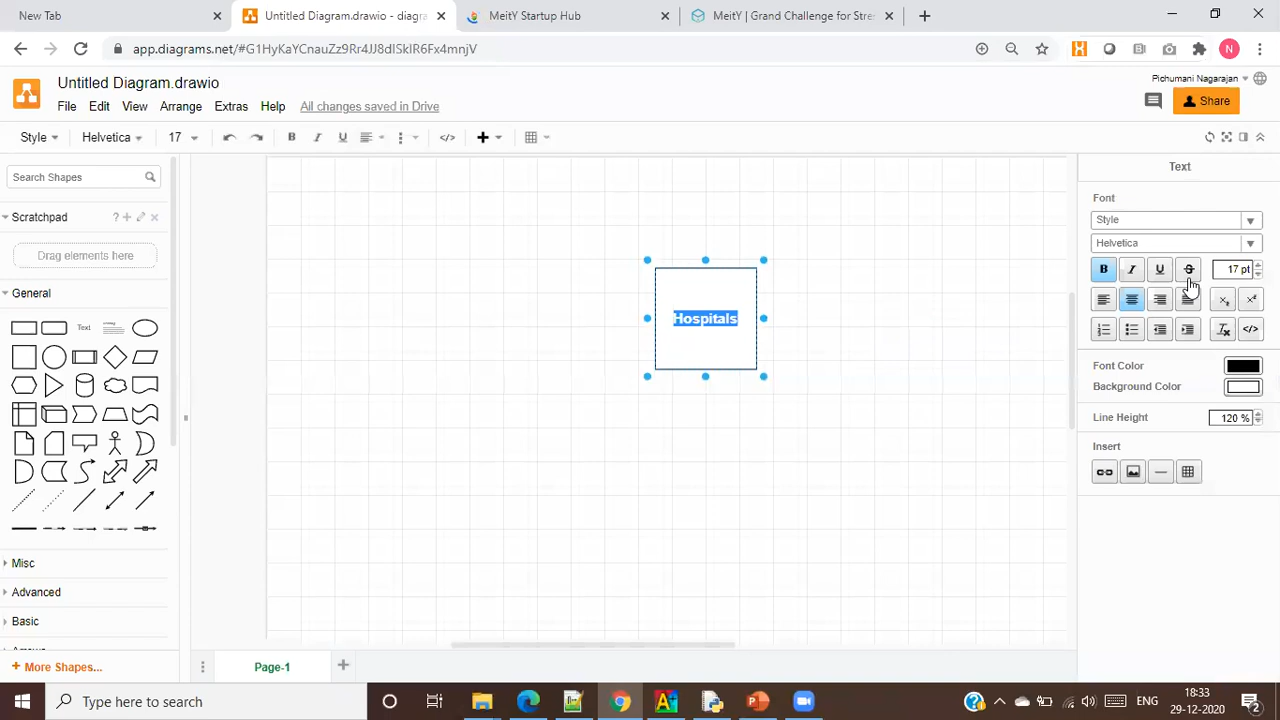 New Tab
Untitled Diagram.drawio - diagra
MeitY Startup Hub
MeitY | Grand Challenge for Stre
app.diagrams.net/#G1HyKaYCnauZz9Rr4JJ8dlSkIR6Fx4mnjV
N
Untitled Diagram.drawio
Pichumani Nagarajan
File Edit View Arrange Extras Help All changes saved in Drive
Share
Style Helvetica 17 B I U
Search Shapes
Text
Scratchpad
?
Font
Style
Drag elements here
Helvetica
B I U S 17 pt
General
Text
Hospitals
Font Color
Background Color
Line Height 120 %
Insert
Misc
Advanced
Basic
More Shapes...
Page-1
Type here to search
ENG
18:33
29-12-2020
2